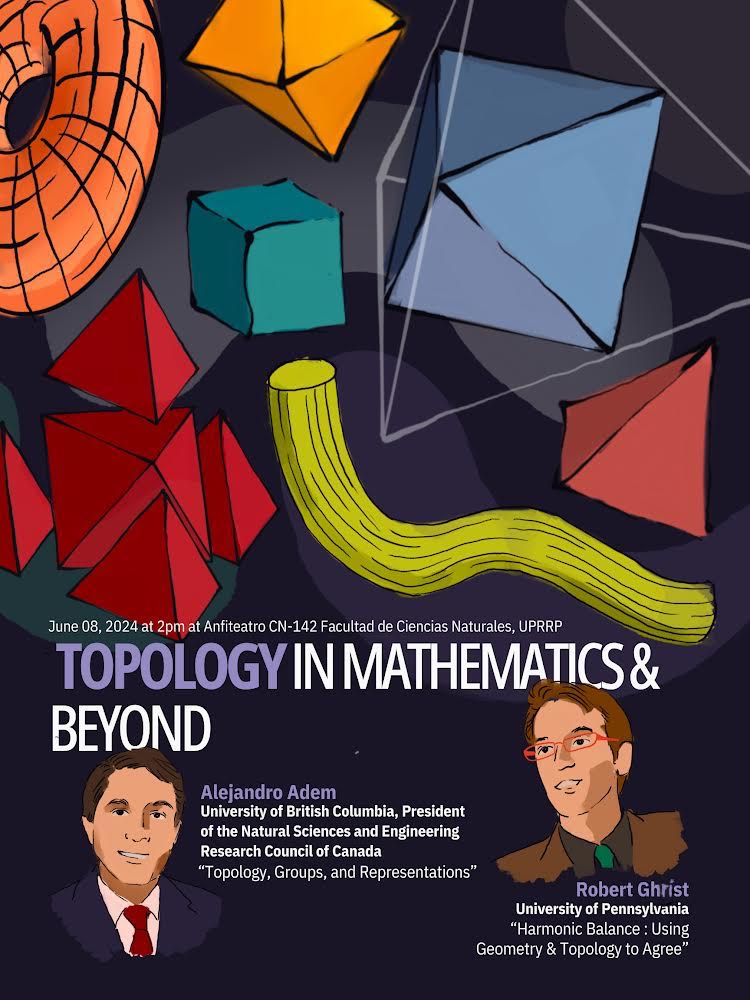 June 08, 2024 at 2pm at Anfiteatro CN-142 Facultad de Ciencias Naturales, UPRRP
TOPOLOGY IN MATHEMATICS &
BEYOND
Alejandro Adem
University of British Columbia, President
of the Natural Sciences and Engineering
Research Council of Canada
“Topology, Groups, and Representations”
Robert Ghrist
University of Pennsylvania
“Harmonic Balance : Using
Geometry & Topology to Agree”